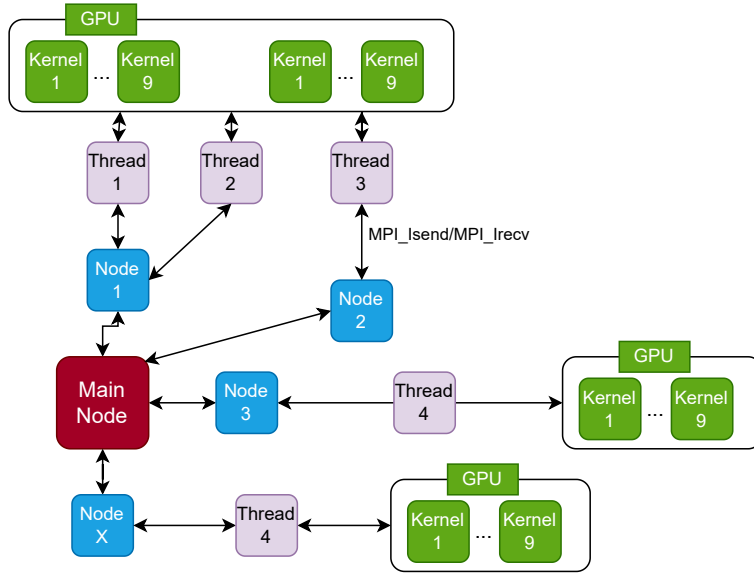 GPU
Kernel
1
...
Kernel
9
Kernel
1
...
Kernel
9
Thread
1
Thread
2
Thread
3
MPI_Isend/MPI_Irecv
Node
1
Node
2
Main
Node
Node
3
Thread
4
GPU
Kernel
1
...
Kernel
9
Node
X
Thread
4
GPU
Kernel
1
...
Kernel
9